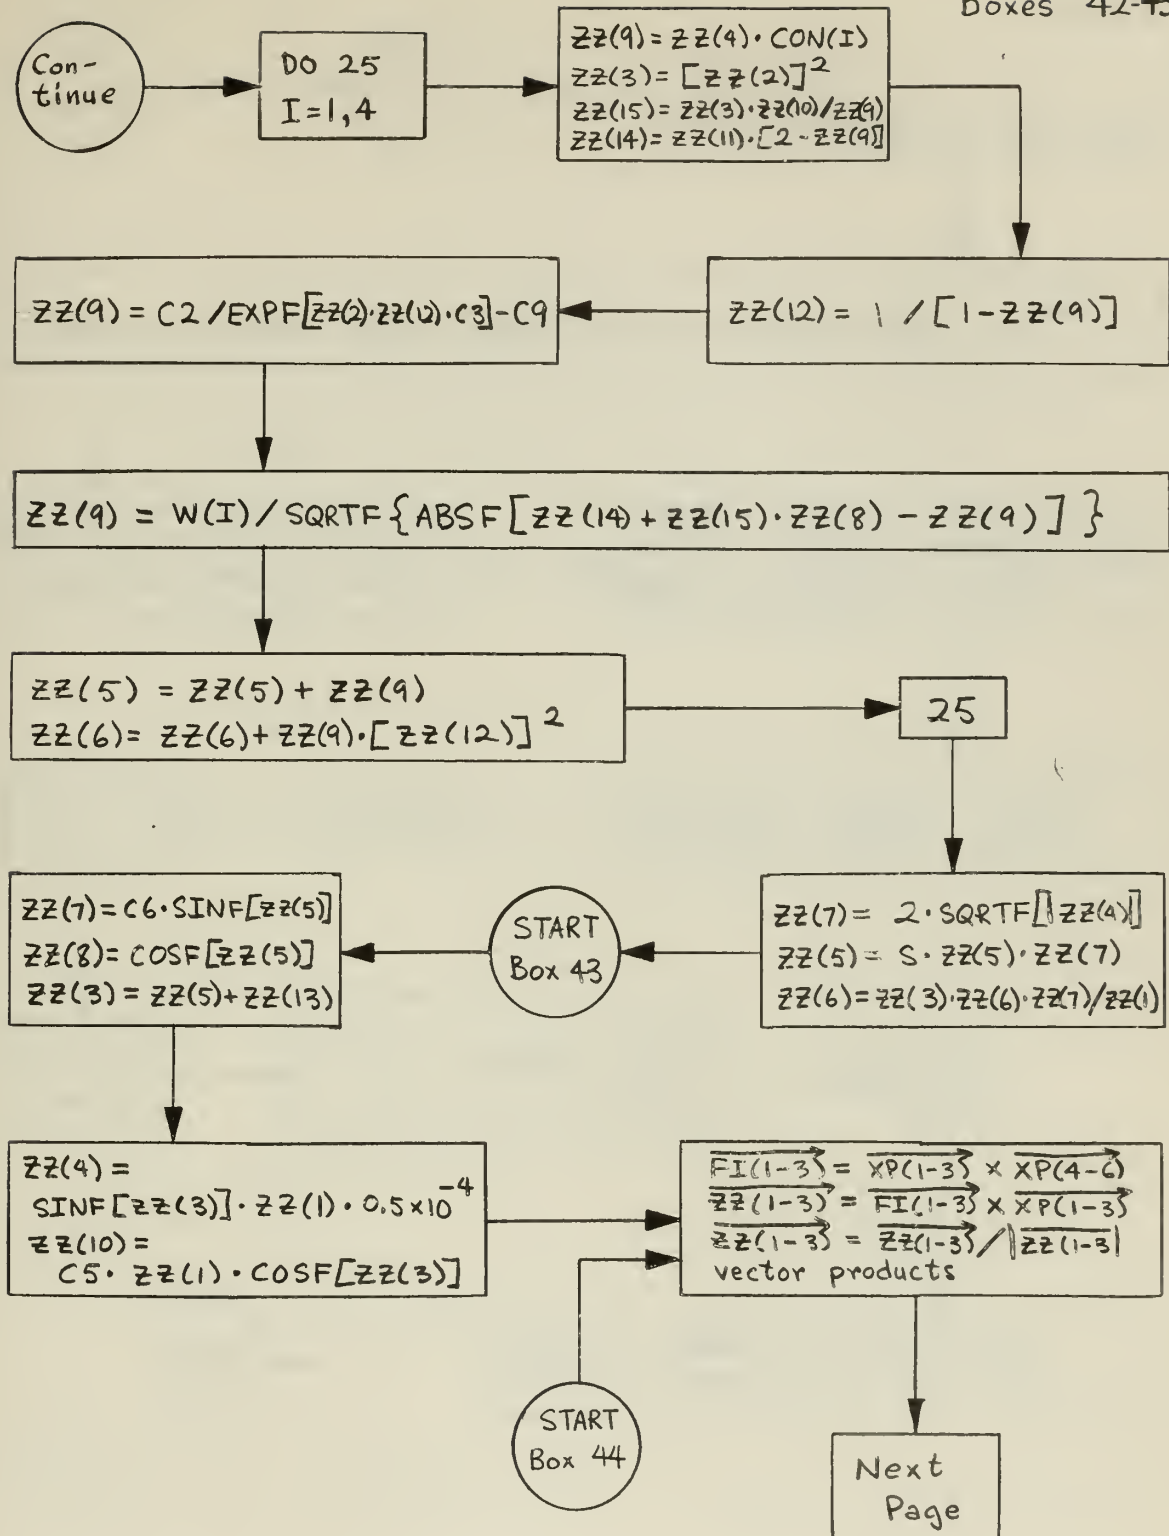 Boxes 42-45
Con-
tinue
DO 25
I=1,4
ZZ(9)=ZZ(4)·CON(I)
ZZ(3)=[ZZ(2)]²
ZZ(15)=ZZ(3)·ZZ(10)/ZZ(9)
ZZ(14)=ZZ(11)·[2-ZZ(9)]
ZZ(12)= 1 /[1-ZZ(9)]
ZZ(9)=C2/EXPF[ZZ(2)·ZZ(12)·C3]-C9
ZZ(9) = W(I)/SQRTF{ABSF[ZZ(14)+ZZ(15)·ZZ(8)-ZZ(9)]}
ZZ(5) = ZZ(5)+ ZZ(9)
ZZ(6)= ZZ(6)+ZZ(9)·[ZZ(12)]²
25
ZZ(7)= 2·SQRTF[|ZZ(4)|]
ZZ(5)= S·ZZ(5)·ZZ(7)
ZZ(6)=ZZ(3)·ZZ(6)·ZZ(7)/ZZ(1)
START
Box 43
ZZ(7)=C6·SINF[ZZ(5)]
ZZ(8)=COSF[ZZ(5)]
ZZ(3)=ZZ(5)+ZZ(13)
ZZ(4)=
SINF[ZZ(3)]·ZZ(1)·0.5×10⁻⁴
ZZ(10)=
C5·ZZ(1)·COSF[ZZ(3)]
FI(1-3) = XP(1-3) × XP(4-6)
ZZ(1-3) = FI(1-3) × XP(1-3)
ZZ(1-3) = ZZ(1-3)/|ZZ(1-3|
vector products
START
Box 44
Next
Page